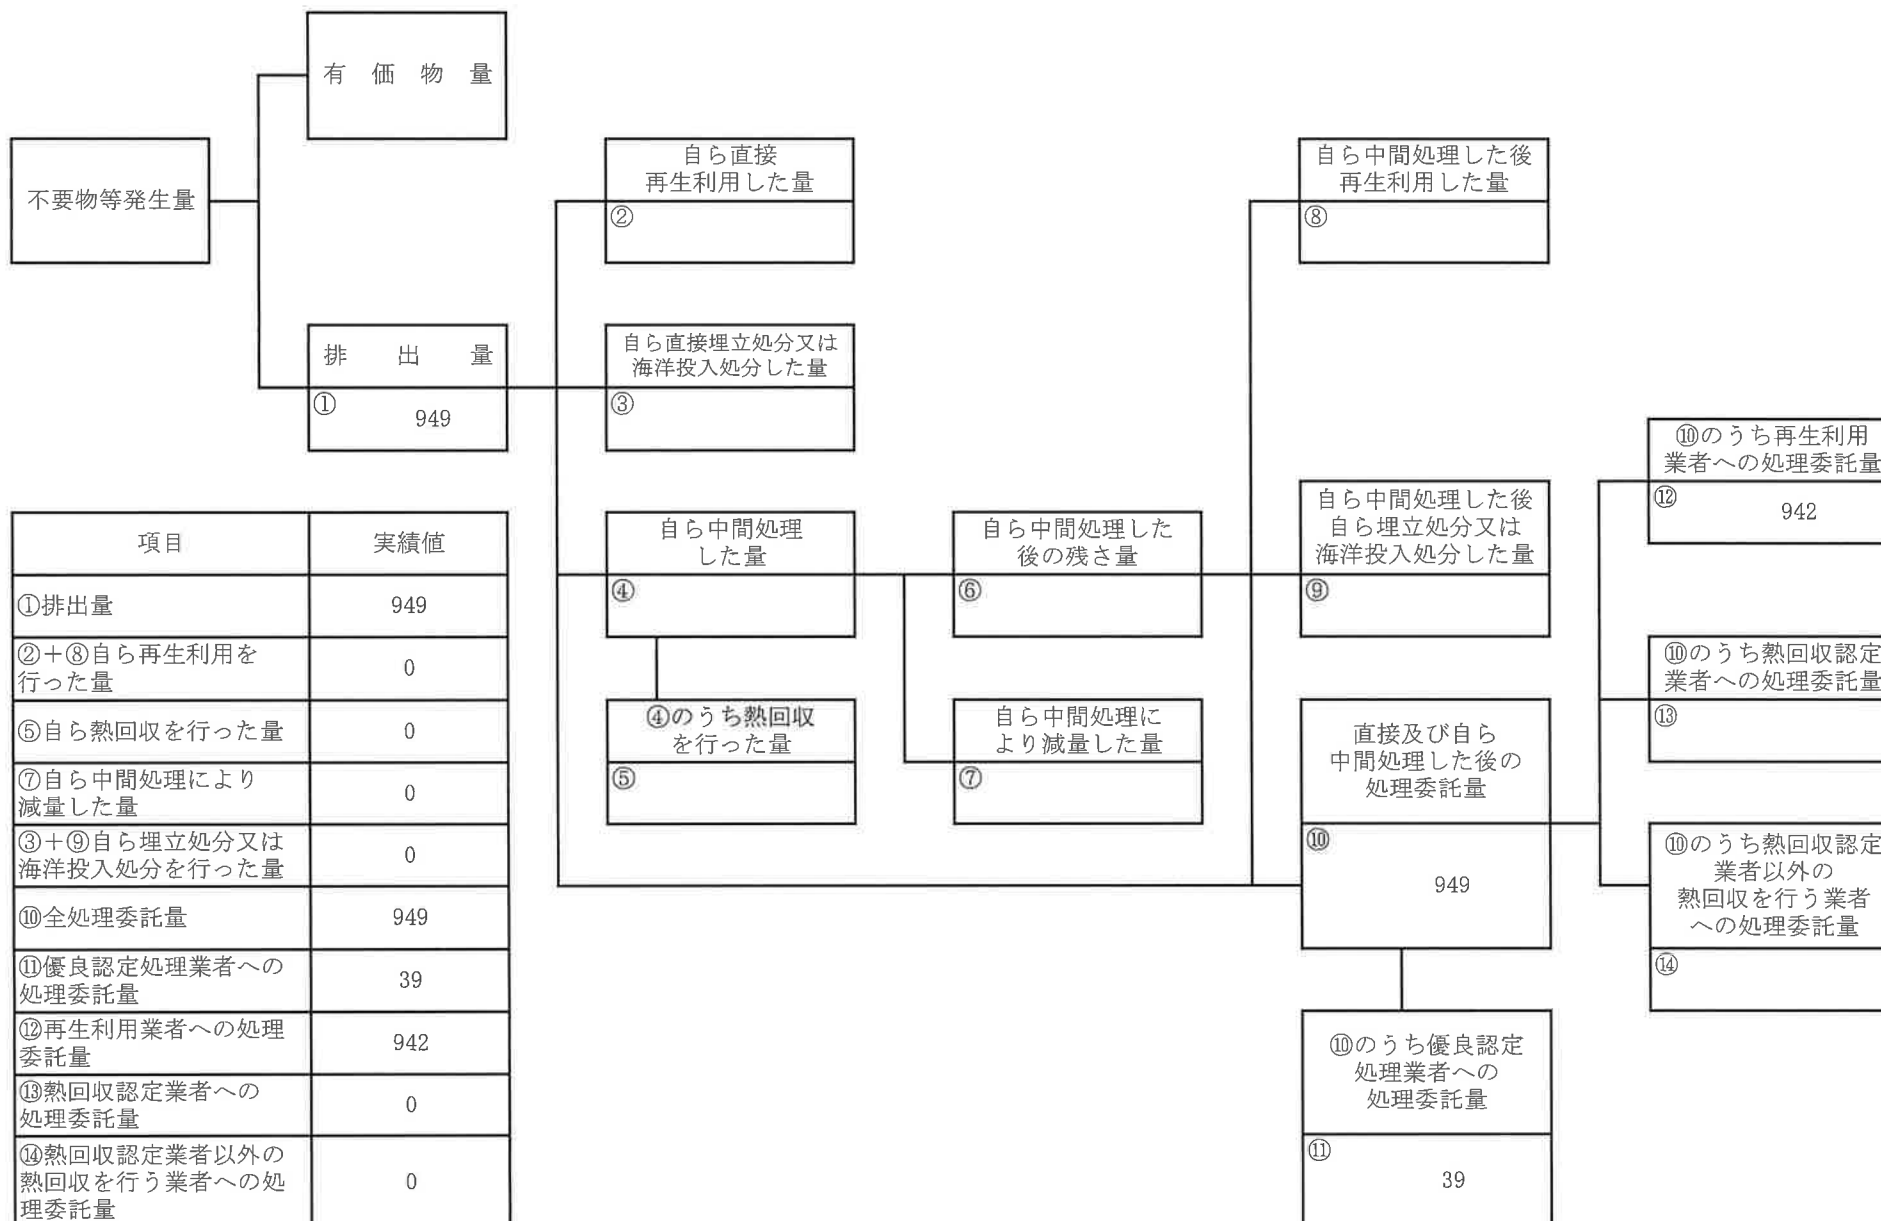 有価物量
不要物等発生量
排出量
①
949
自ら直接
再生利用した量
②
自ら直接埋立処分又は
海洋投入処分した量
③
自ら中間処理
した量
④
④のうち熱回収
を行った量
⑤
自ら中間処理した
後の残さ量
⑥
自ら中間処理に
より減量した量
⑦
自ら中間処理した後
再生利用した量
⑧
自ら中間処理した後
自ら埋立処分又は
海洋投入処分した量
⑨
直接及び自ら
中間処理した後の
処理委託量
⑩
949
⑩のうち優良認定
処理業者への
処理委託量
⑪
39
⑩のうち再生利用
業者への処理委託量
⑫
942
⑩のうち熱回収認定
業者への処理委託量
⑬
⑩のうち熱回収認定
業者以外の
熱回収を行う業者
への処理委託量
⑭
項目 実績値
①排出量 949
②+⑧自ら再生利用を
行った量 0
⑤自ら熱回収を行った量 0
⑦自ら中間処理により
減量した量 0
③+⑨自ら埋立処分又は
海洋投入処分を行った量 0
⑩全処理委託量 949
⑪優良認定処理業者への
処理委託量 39
⑫再生利用業者への処理
委託量 942
⑬熱回収認定業者への
処理委託量 0
⑭熱回収認定業者以外の
熱回収を行う業者への処
理委託量 0